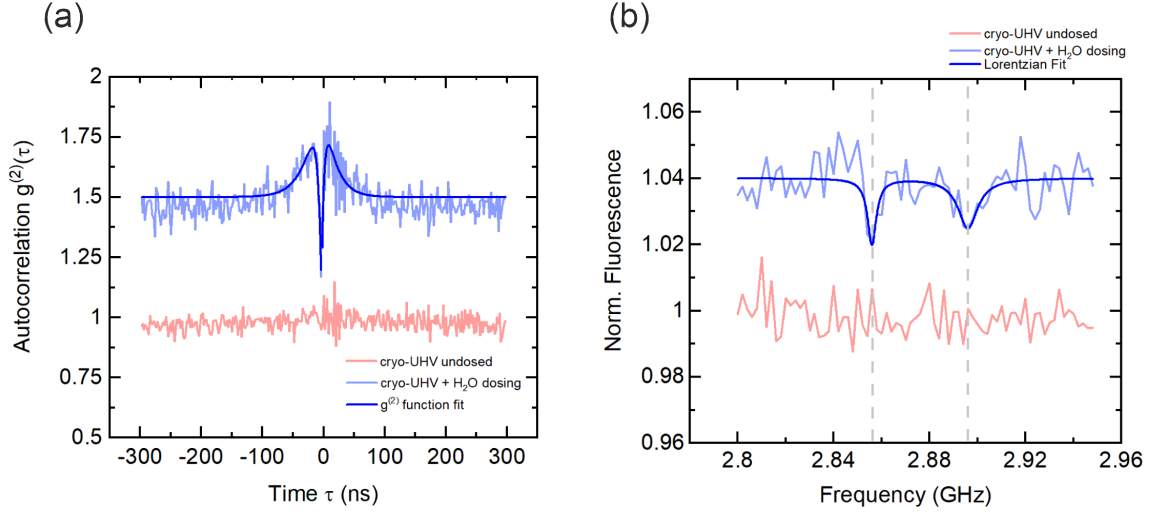 (a)
Autocorrelation g⁽²⁾(τ)
2
1.75
1.5
1.25
1
0.75
0.5
cryo-UHV undosed
cryo-UHV + H₂O dosing
g⁽²⁾ function fit
-300 -200 -100 0 100 200 300
Time τ (ns)
(b)
cryo-UHV undosed
cryo-UHV + H₂O dosing
Lorentzian Fit
Norm. Fluorescence
1.06
1.04
1.02
1
0.98
0.96
2.8 2.84 2.88 2.92 2.96
Frequency (GHz)